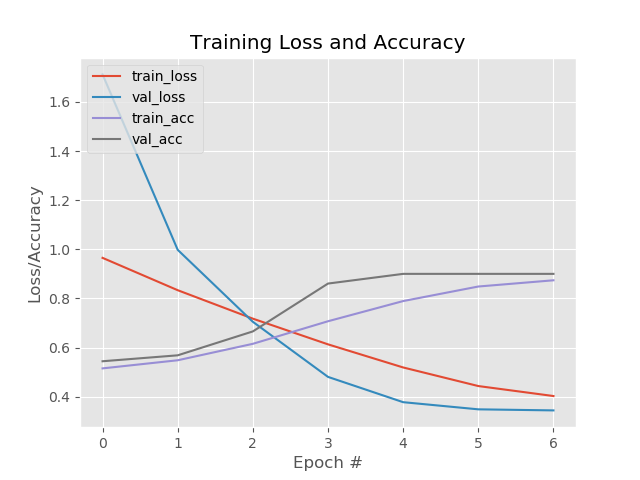 Training Loss and Accuracy
train_loss
val_loss
train_acc
val_acc
1.6
1.4
1.2
1.0
0.8
0.6
0.4
Loss/Accuracy
0 1 2 3 4 5 6
Epoch #